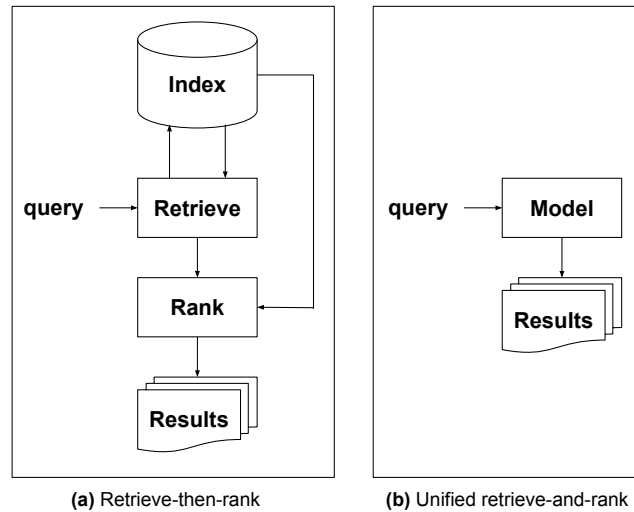 Index
query
Retrieve
Rank
Results
(a) Retrieve-then-rank
query
Model
Results
(b) Unified retrieve-and-rank